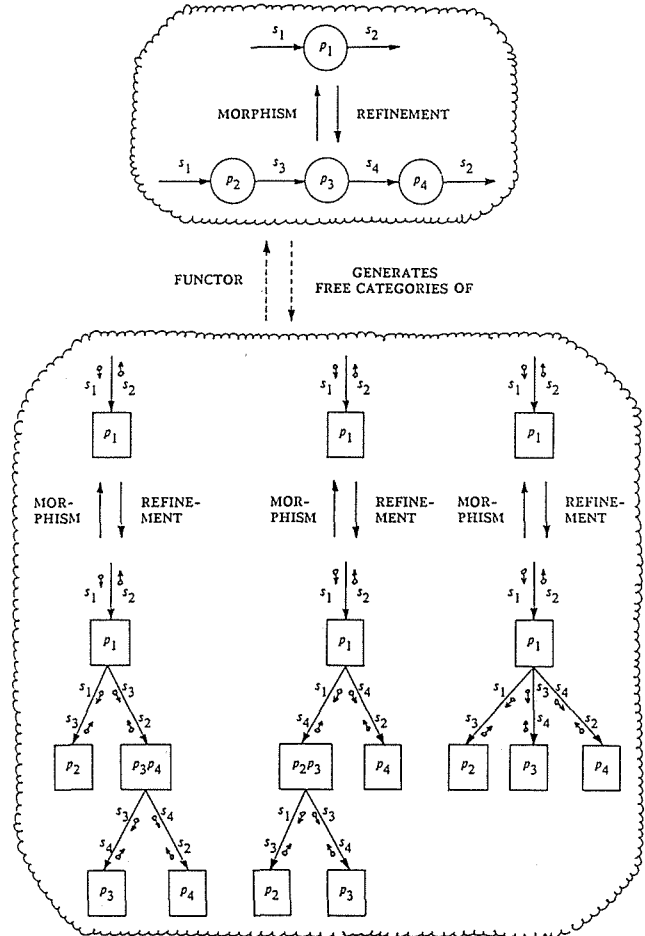 s1 p1 s2
MORPHISM REFINEMENT
s1 p2 s3 p3 s4 p4 s2
FUNCTOR GENERATES
FREE CATEGORIES OF
s1 s2 s1 s2 s1 s2
p1 p1 p1
MOR- REFINE- MOR- REFINE- MOR- REFINE-
PHISM MENT PHISM MENT PHISM MENT
s1 s2 s1 s2 s1 s2
p1 p1 p1
s1 s3 s1 s4 s1 s3 s4
s3 s2 s4 s2 s3 s4 s2
p2 p3p4 p2p3 p4 p2 p3 p4
s3 s4 s1 s3
s4 s2 s3 s4
p3 p4 p2 p3